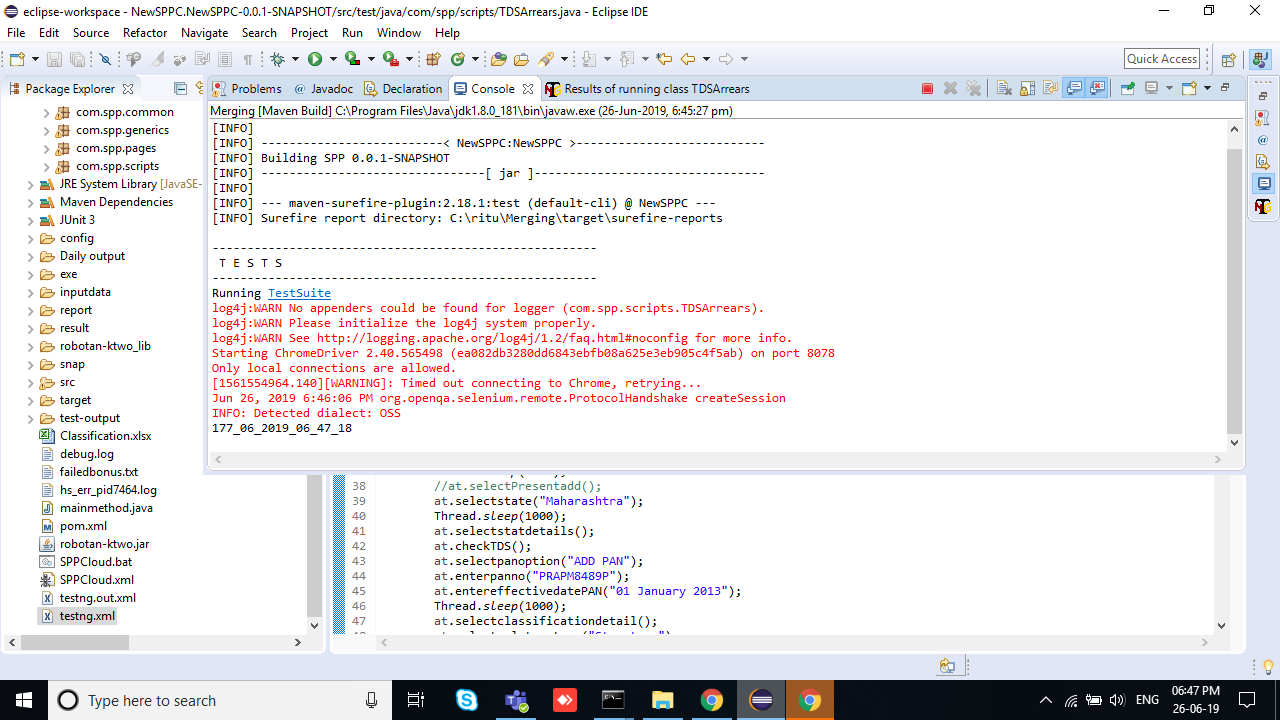 eclipse-workspace - NewSPPC.NewSPPC-0.0.1-SNAPSHOT/src/test/java/com/spp/scripts/TDSArrears.java - Eclipse IDE
File Edit Source Refactor Navigate Search Project Run Window Help
Quick Access
Package Explorer
com.spp.common
com.spp.generics
com.spp.pages
com.spp.scripts
JRE System Library [JavaSE-
Maven Dependencies
JUnit 3
config
Daily output
exe
inputdata
report
result
robotan-ktwo_lib
snap
src
target
test-output
Classification.xlsx
debug.log
failedbonus.txt
hs_err_pid7464.log
mainmethod.java
pom.xml
robotan-ktwo.jar
SPPCloud.bat
SPPCloud.xml
testng.out.xml
testng.xml
Problems @ Javadoc Declaration Console Results of running class TDSArrears
Merging [Maven Build] C:\Program Files\Java\jdk1.8.0_181\bin\javaw.exe (26-Jun-2019, 6:45:27 pm)
[INFO]
[INFO] --------------------------< NewSPPC:NewSPPC >---------------------------
[INFO] Building SPP 0.0.1-SNAPSHOT
[INFO] --------------------------------[ jar ]---------------------------------
[INFO]
[INFO] --- maven-surefire-plugin:2.18.1:test (default-cli) @ NewSPPC ---
[INFO] Surefire report directory: C:\ritu\Merging\target\surefire-reports
-------------------------------------------------------
T E S T S
-------------------------------------------------------
Running TestSuite
log4j:WARN No appenders could be found for logger (com.spp.scripts.TDSArrears).
log4j:WARN Please initialize the log4j system properly.
log4j:WARN See http://logging.apache.org/log4j/1.2/faq.html#noconfig for more info.
Starting ChromeDriver 2.40.565498 (ea082db3280dd6843ebfb08a625e3eb905c4f5ab) on port 8078
Only local connections are allowed.
[1561554964.140][WARNING]: Timed out connecting to Chrome, retrying...
Jun 26, 2019 6:46:06 PM org.openqa.selenium.remote.ProtocolHandshake createSession
INFO: Detected dialect: OSS
177_06_2019_06_47_18
38 //at.selectPresentadd();
39 at.selectstate("Maharashtra");
40 Thread.sleep(1000);
41 at.selectstatdetails();
42 at.checkTDS();
43 at.selectpanoption("ADD PAN");
44 at.enterpanno("PRAPM8489P");
45 at.entereffectivedatePAN("01 January 2013");
46 Thread.sleep(1000);
47 at.selectclassificationdetail();
Type here to search
ENG
06:47 PM
26-06-19